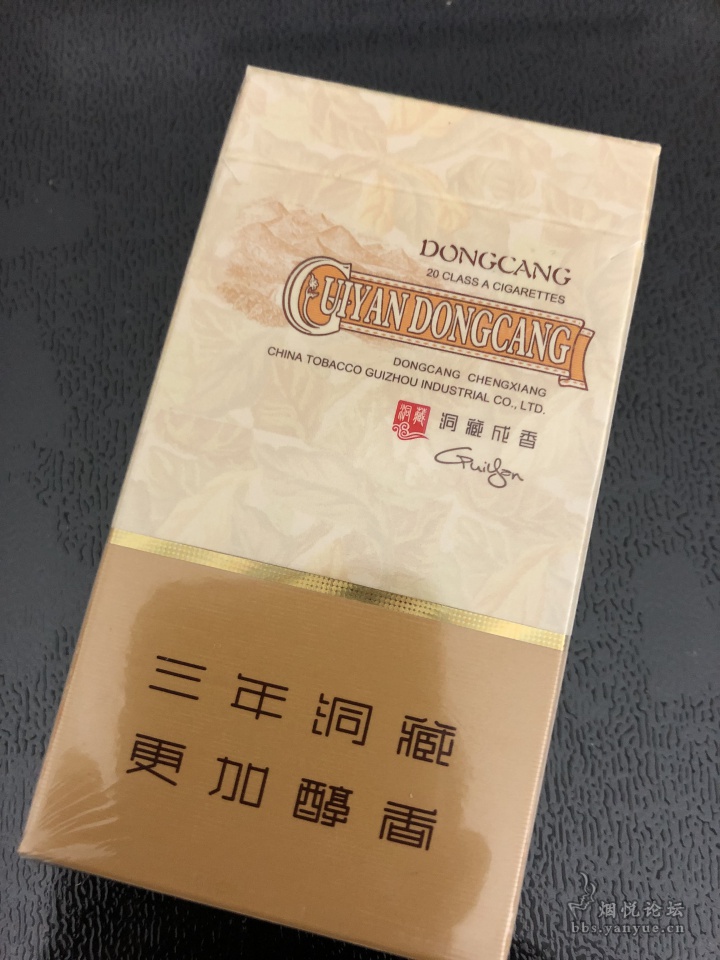 DONGCANG
20 CLASS A CIGARETTES
GUIYAN DONGCANG
DONGCANG CHENGXIANG
CHINA TOBACCO GUIZHOU INDUSTRIAL CO., LTD.
洞藏 洞藏成香
GuiYan
三年洞藏
更加醇香
烟悦论坛
bbs.yanyue.cn